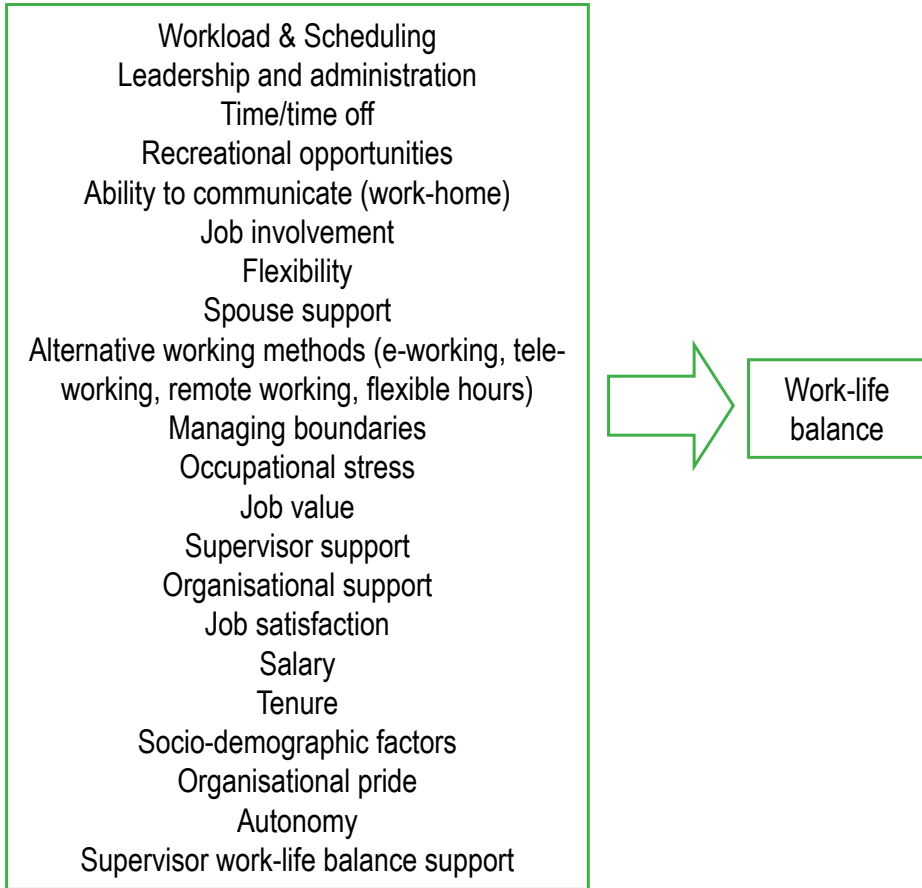 Workload & Scheduling
Leadership and administration
Time/time off
Recreational opportunities
Ability to communicate (work-home)
Job involvement
Flexibility
Spouse support
Alternative working methods (e-working, tele-
working, remote working, flexible hours)
Managing boundaries
Occupational stress
Job value
Supervisor support
Organisational support
Job satisfaction
Salary
Tenure
Socio-demographic factors
Organisational pride
Autonomy
Supervisor work-life balance support
Work-life
balance